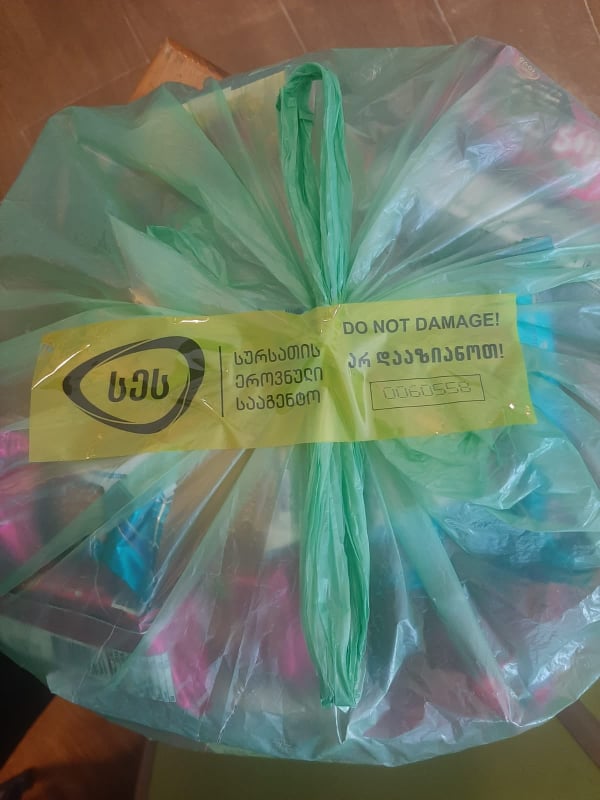 სეს
სურსათის
ეროვნული
სააგენტო
DO NOT DAMAGE!
არ დააზიანოთ!
0060558